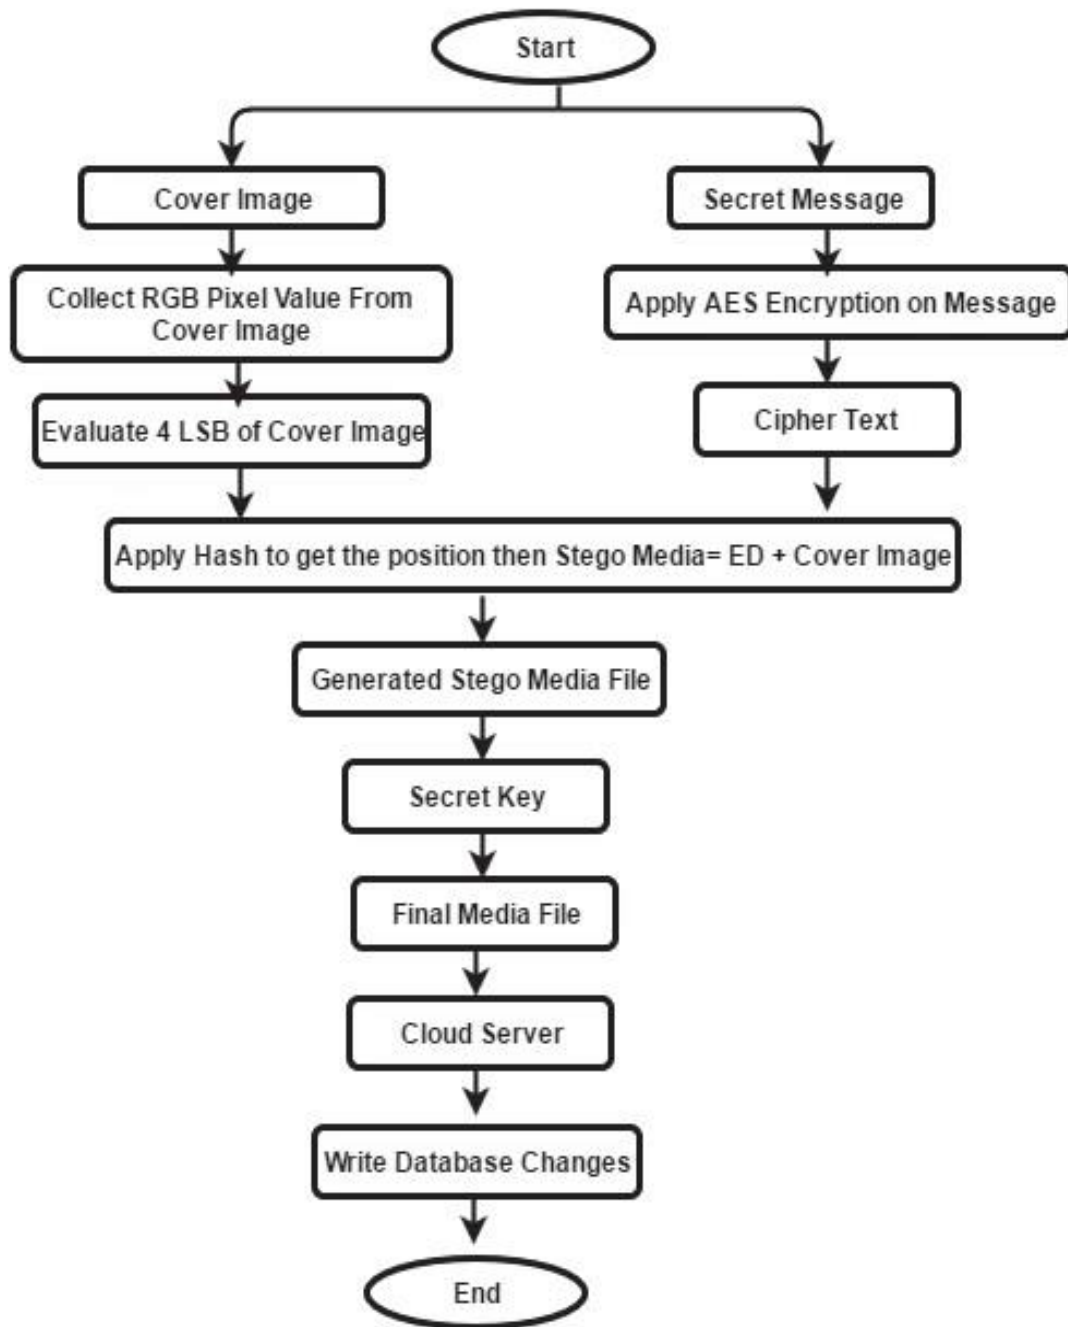 Start
Cover Image
Secret Message
Collect RGB Pixel Value From
Cover Image
Apply AES Encryption on Message
Evaluate 4 LSB of Cover Image
Cipher Text
Apply Hash to get the position then Stego Media= ED + Cover Image
Generated Stego Media File
Secret Key
Final Media File
Cloud Server
Write Database Changes
End